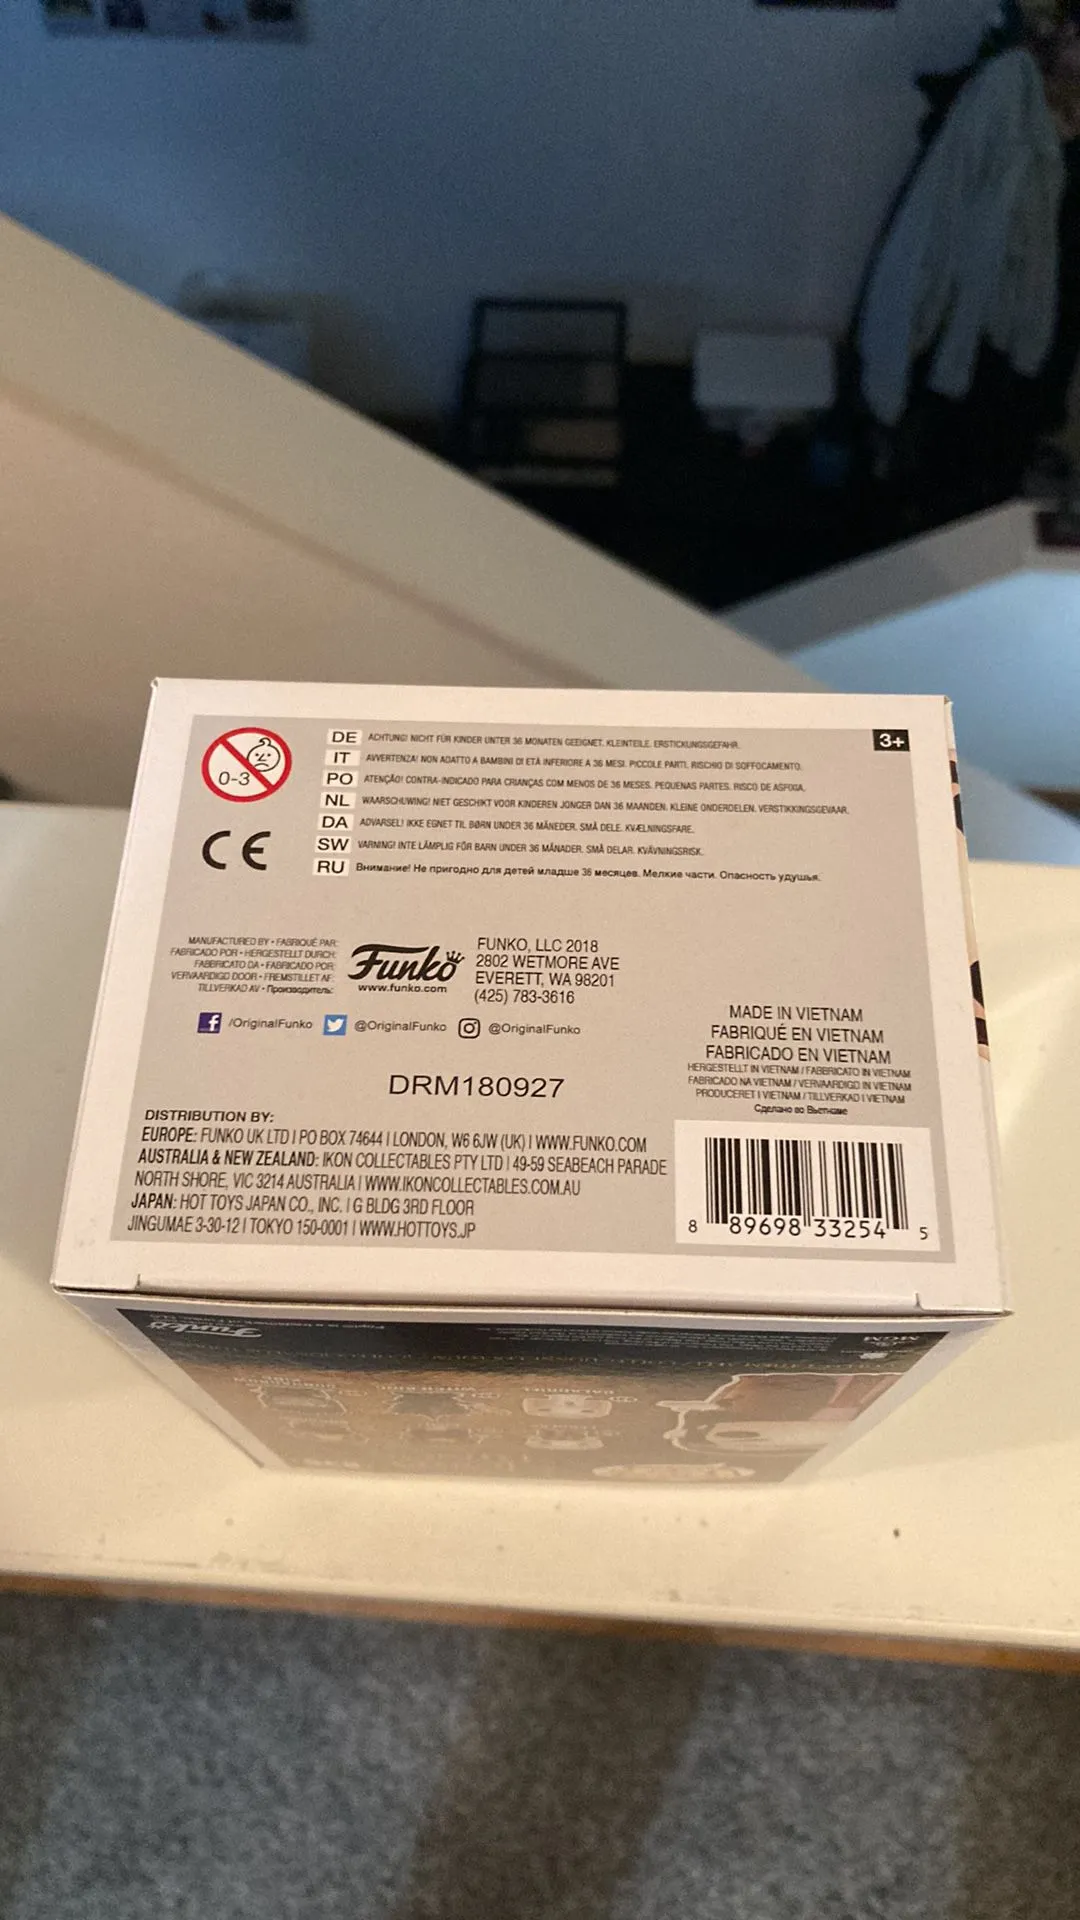 0-3
DE ACHTUNG! NICHT FÜR KINDER UNTER 36 MONATEN GEEIGNET. KLEINTEILE. ERSTICKUNGSGEFAHR.
IT AVVERTENZA! NON ADATTO A BAMBINI DI ETÀ INFERIORE A 36 MESI. PICCOLE PARTI. RISCHIO DI SOFFOCAMENTO.
PO ATENÇÃO! CONTRA-INDICADO PARA CRIANÇAS COM MENOS DE 36 MESES. PEQUENAS PARTES. RISCO DE ASFIXIA.
NL WAARSCHUWING! NIET GESCHIKT VOOR KINDEREN JONGER DAN 36 MAANDEN. KLEINE ONDERDELEN. VERSTIKKINGSGEVAAR.
DA ADVARSEL! IKKE EGNET TIL BØRN UNDER 36 MÅNEDER. SMÅ DELE. KVÆLNINGSFARE.
SW VARNING! INTE LÄMPLIG FÖR BARN UNDER 36 MÅNADER. SMÅ DELAR. KVÄVNINGSRISK.
RU Внимание! Не пригодно для детей младше 36 месяцев. Мелкие части. Опасность удушья.
3+
CE
MANUFACTURED BY • FABRIQUÉ PAR:
FABRICADO POR • HERGESTELLT DURCH:
FABBRICATO DA • FABRICADO POR:
VERVAARDIGD DOOR • FREMSTILLET AF:
TILLVERKAD AV • Производитель:
Funko
www.funko.com
FUNKO, LLC 2018
2802 WETMORE AVE
EVERETT, WA 98201
(425) 783-3616
f /OriginalFunko @OriginalFunko @OriginalFunko
MADE IN VIETNAM
FABRIQUÉ EN VIETNAM
FABRICADO EN VIETNAM
HERGESTELLT IN VIETNAM / FABBRICATO IN VIETNAM
FABRICADO NA VIETNAM / VERVAARDIGD IN VIETNAM
PRODUCERET I VIETNAM / TILLVERKAD I VIETNAM
Сделано во Вьетнаме
DRM180927
DISTRIBUTION BY:
EUROPE: FUNKO UK LTD | PO BOX 74644 | LONDON, W6 6JW (UK) | WWW.FUNKO.COM
AUSTRALIA & NEW ZEALAND: IKON COLLECTABLES PTY LTD | 49-59 SEABEACH PARADE
NORTH SHORE, VIC 3214 AUSTRALIA | WWW.IKONCOLLECTABLES.COM.AU
JAPAN: HOT TOYS JAPAN CO., INC. | G BLDG 3RD FLOOR
JINGUMAE 3-30-12 | TOKYO 150-0001 | WWW.HOTTOYS.JP
8 89698 33254 5
Funko
MGM